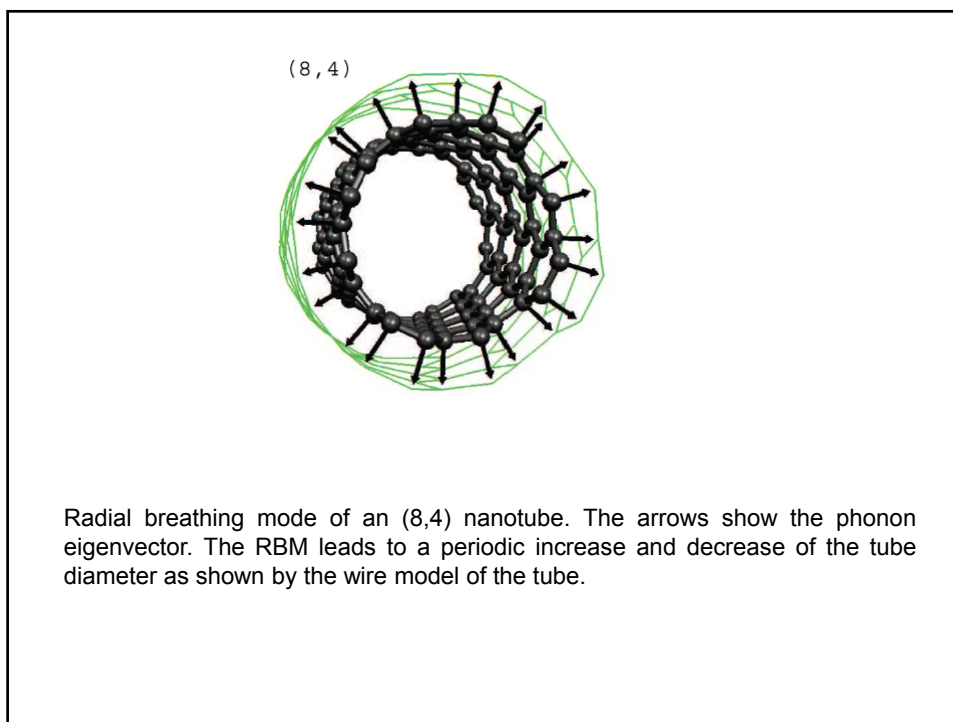 (8,4)
Radial breathing mode of an (8,4) nanotube. The arrows show the phonon
eigenvector. The RBM leads to a periodic increase and decrease of the tube
diameter as shown by the wire model of the tube.